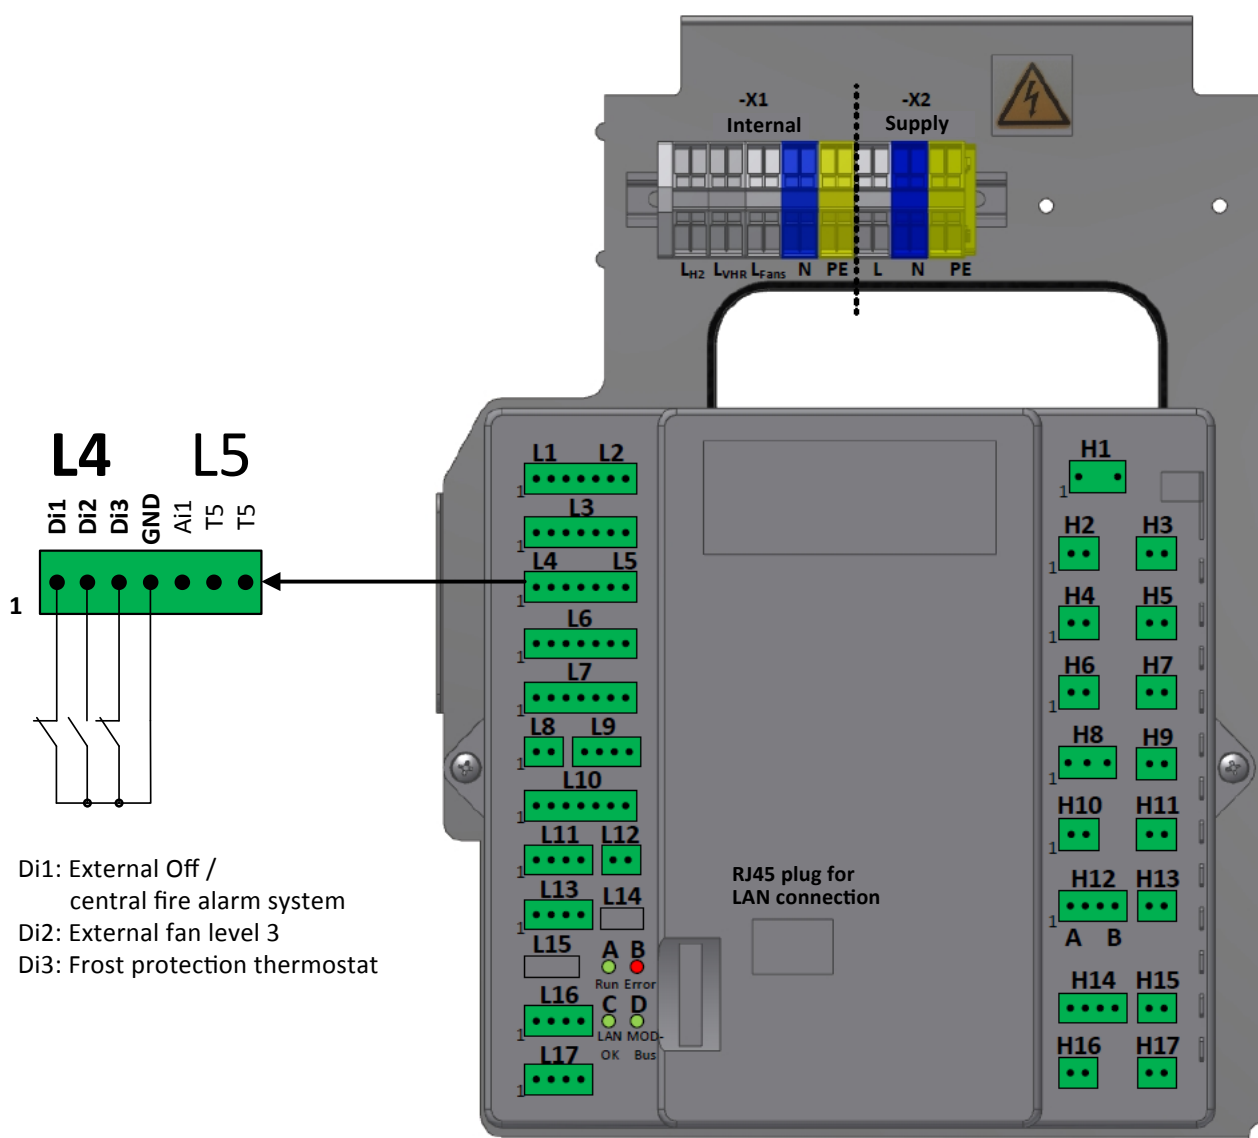 -X1
Internal
-X2
Supply
LH2 LVHR LFans N PE L N PE
L4 L5
Di1 Di2 Di3 GND Ai1 T5 T5
1
Di1: External Off /
central fire alarm system
Di2: External fan level 3
Di3: Frost protection thermostat
L1 L2
1
L3
1
L4 L5
1
L6
1
L7
1
L8 L9
1
L10
1
L11 L12
1
L13 L14
1
L15 A B
Run Error
L16 C D
1
LAN MOD-
OK Bus
L17
1
RJ45 plug for
LAN connection
H1
1
H2 H3
1
H4 H5
1
H6 H7
1
H8 H9
1
H10 H11
1
H12 H13
1
A B
H14 H15
H16 H17